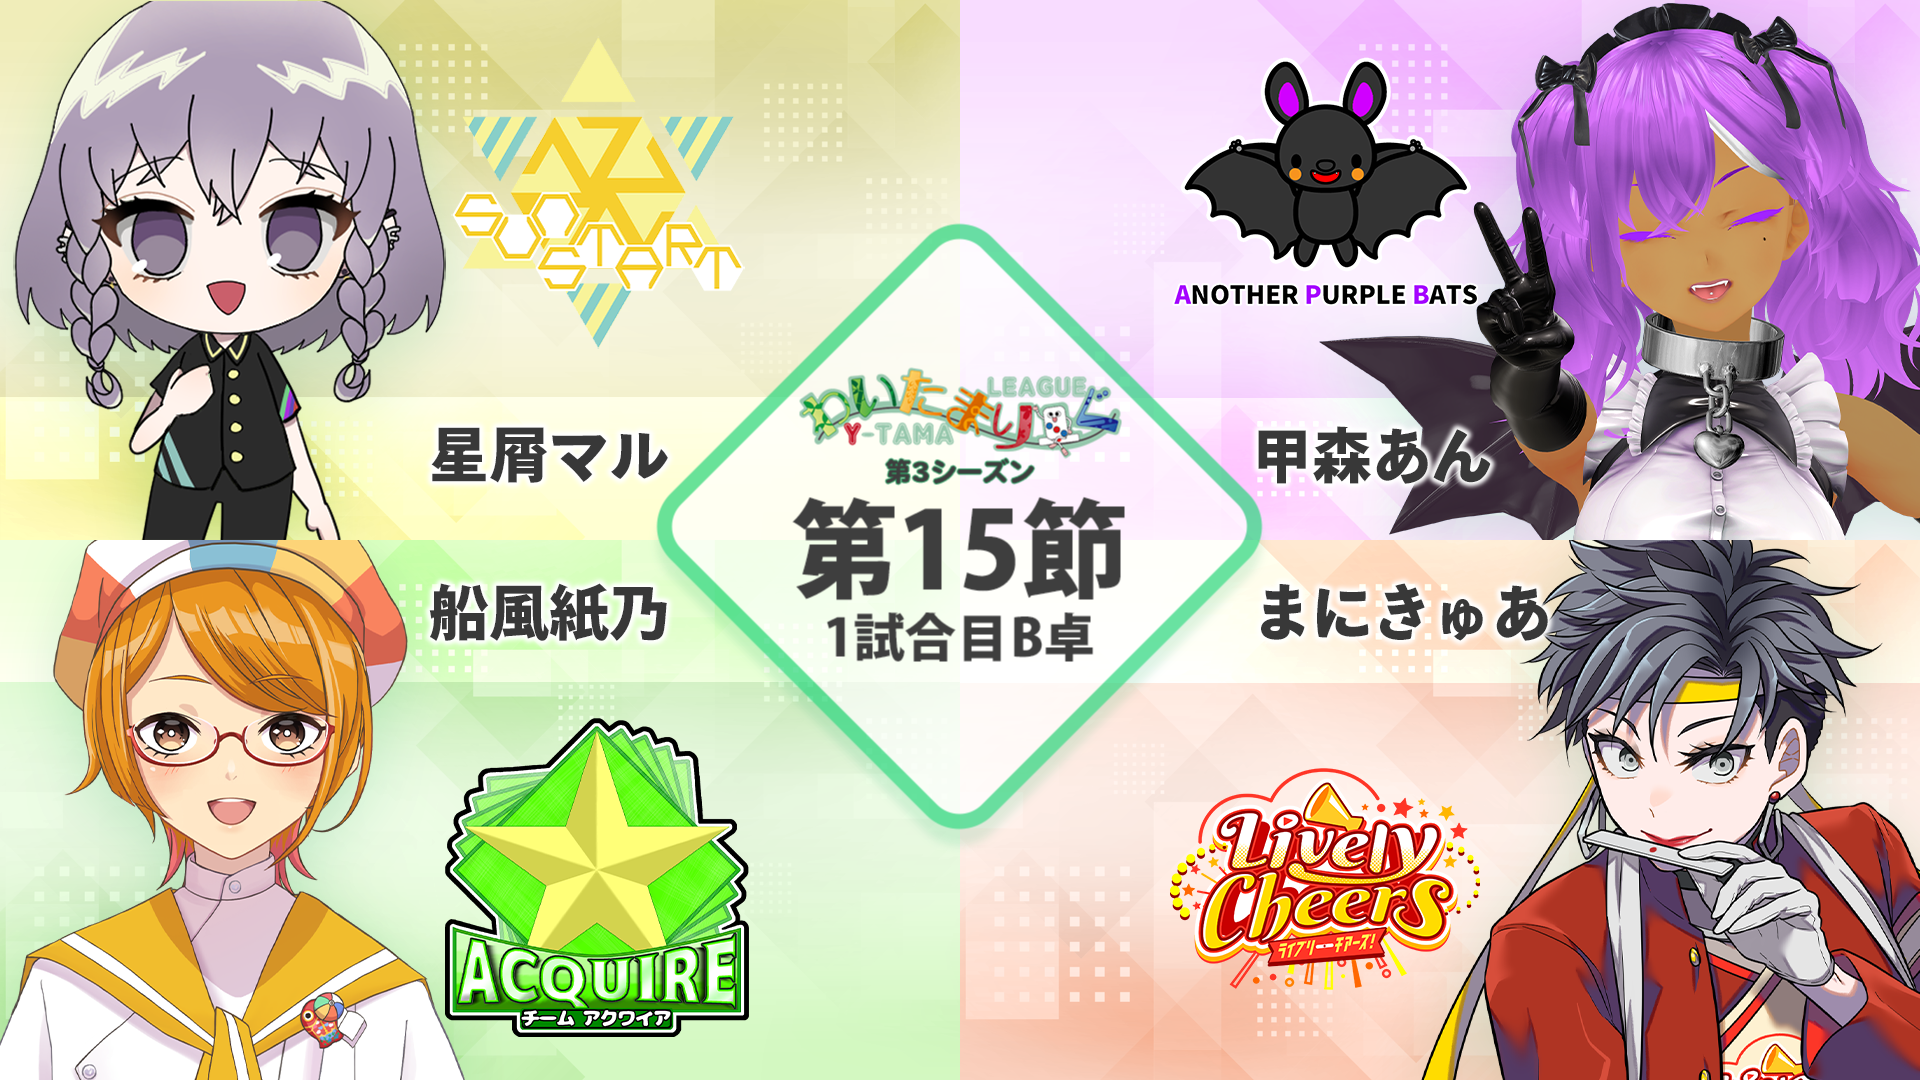 SUNSTART
星屑マル
ANOTHER PURPLE BATS
甲森あん
わいたまりーぐ
LEAGUE
Y-TAMA
第3シーズン
第15節
1試合目B卓
船風紙乃
ACQUIRE
チーム アクワイア
まにきゅあ
Lively
Cheers
ライブリーチアーズ!